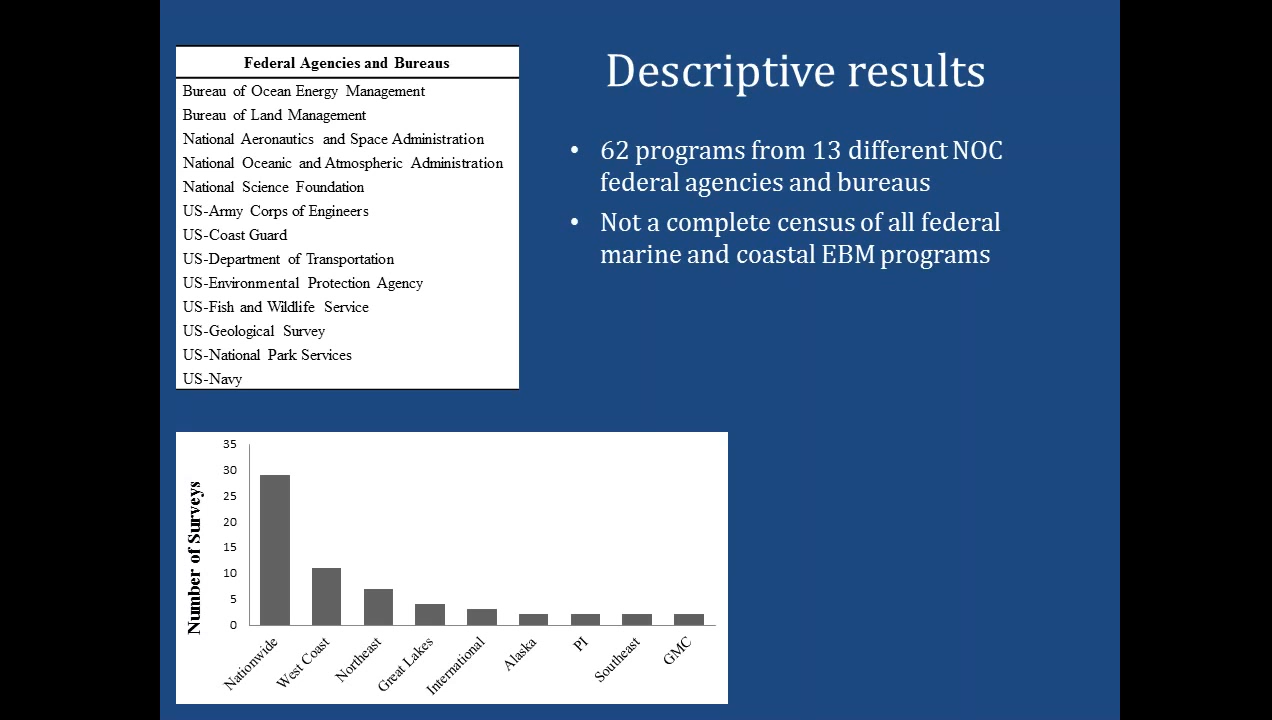 Federal Agencies and Bureaus
Bureau of Ocean Energy Management
Bureau of Land Management
National Aeronautics and Space Administration
National Oceanic and Atmospheric Administration
National Science Foundation
US-Army Corps of Engineers
US-Coast Guard
US-Department of Transportation
US-Environmental Protection Agency
US-Fish and Wildlife Service
US-Geological Survey
US-National Park Services
US-Navy
Descriptive results
• 62 programs from 13 different NOC
federal agencies and bureaus
• Not a complete census of all federal
marine and coastal EBM programs
Number of Surveys
35
30
25
20
15
10
5
0
Nationwide
West Coast
Northeast
Great Lakes
International
Alaska
PI
Southeast
GMC